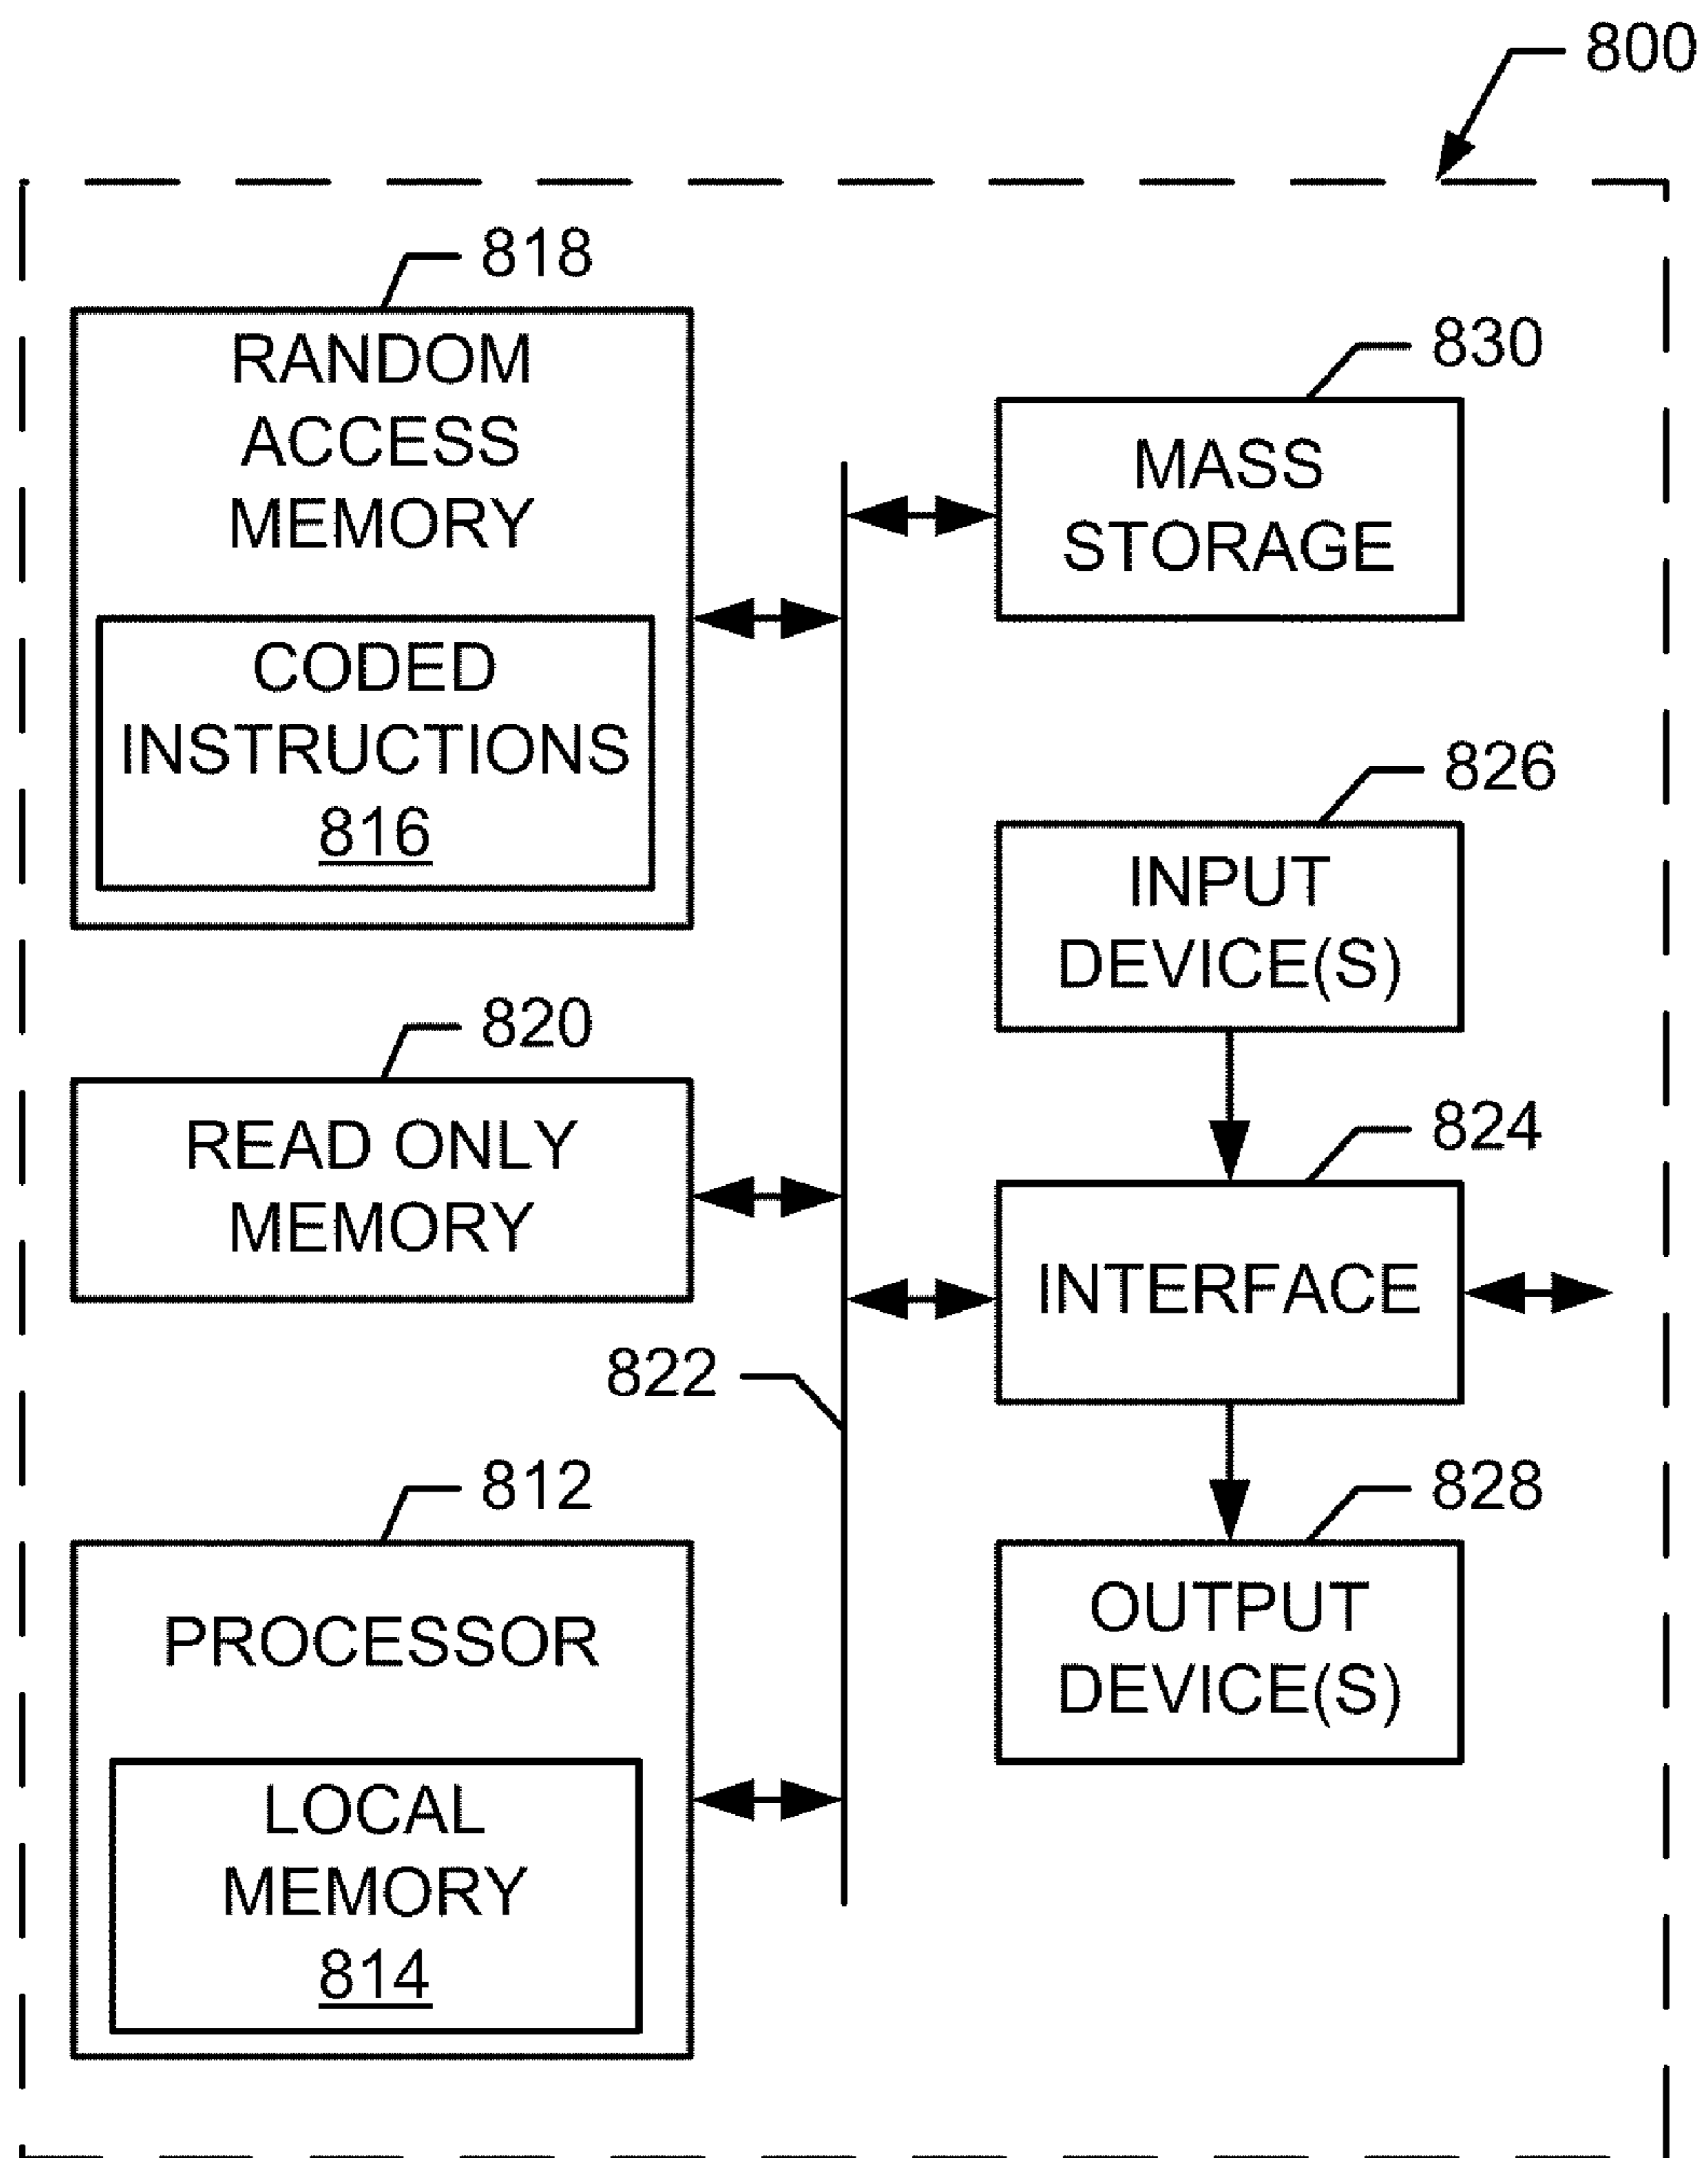 800
818
RANDOM
ACCESS
MEMORY
CODED
INSTRUCTIONS
816
830
MASS
STORAGE
826
INPUT
DEVICE(S)
820
READ ONLY
MEMORY
824
INTERFACE
822
812
PROCESSOR
LOCAL
MEMORY
814
828
OUTPUT
DEVICE(S)